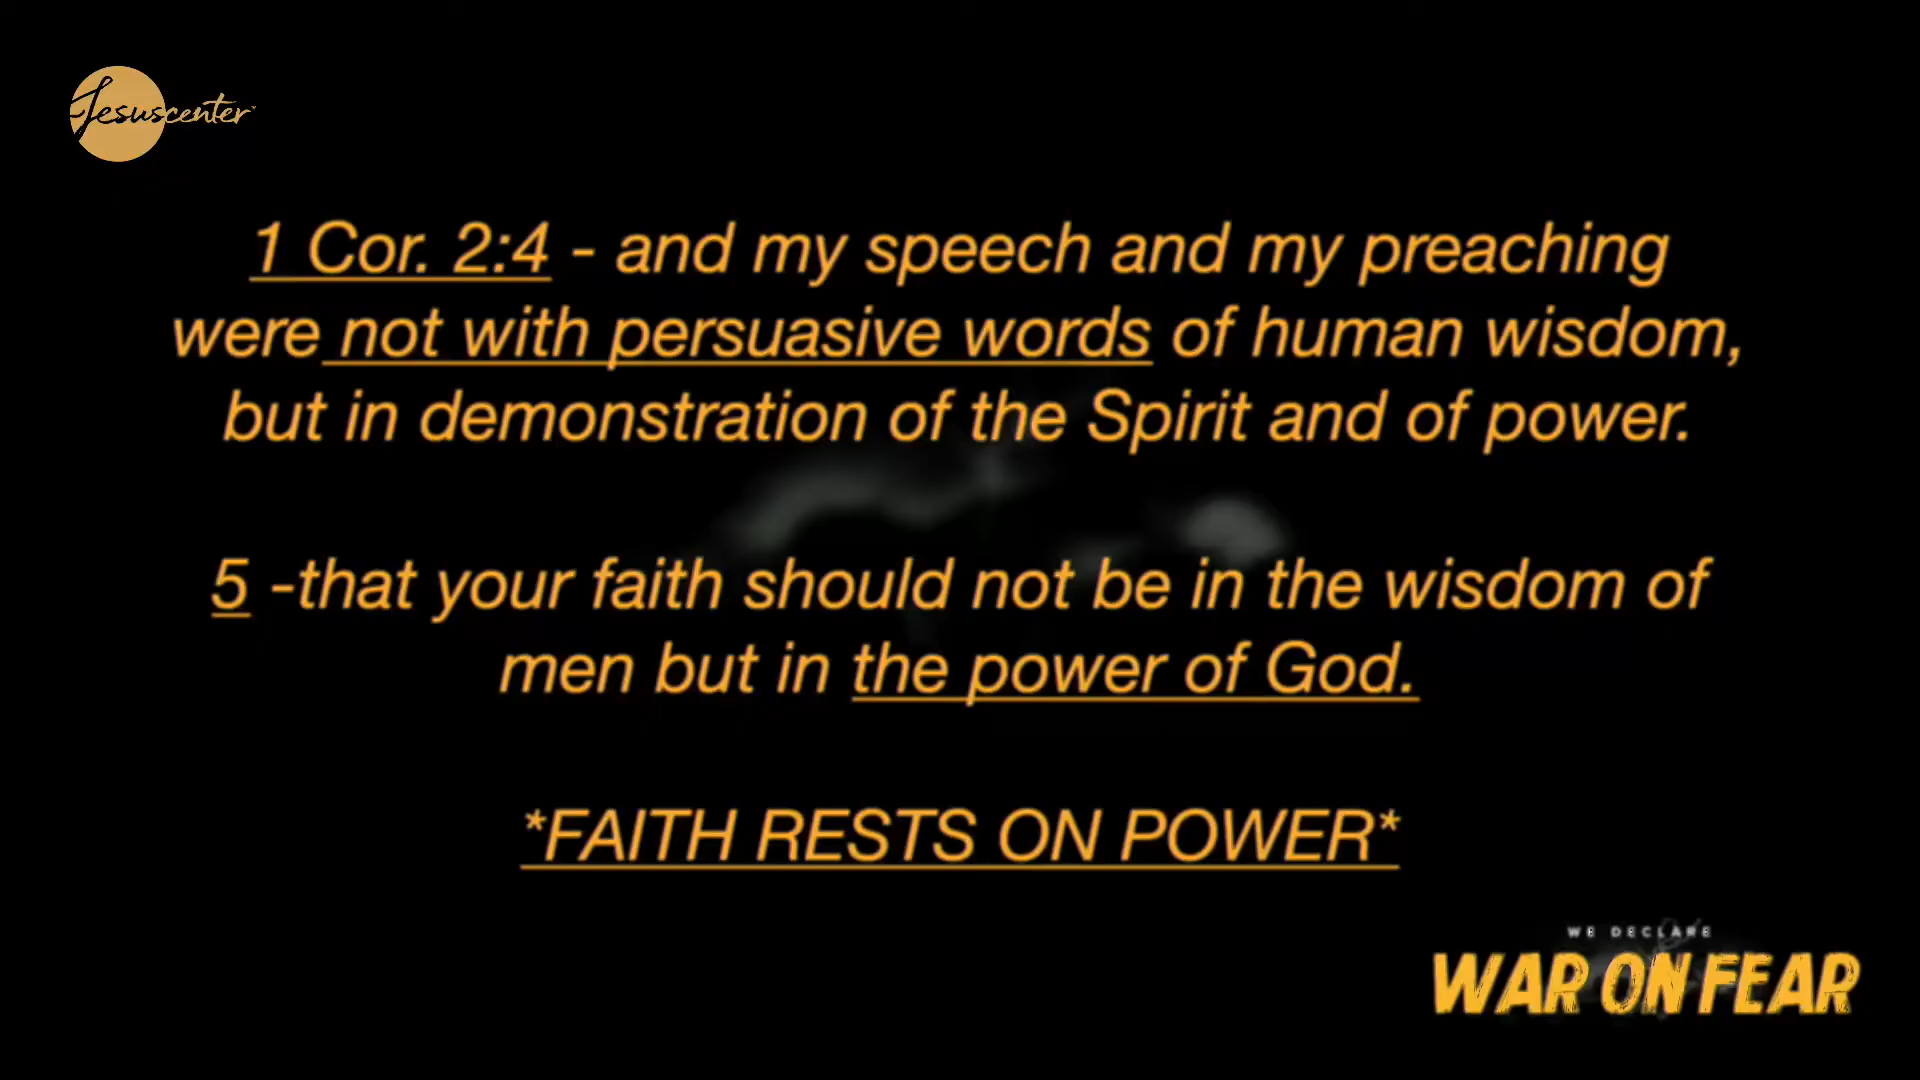 Jesuscenter
1 Cor. 2:4 - and my speech and my preaching
were not with persuasive words of human wisdom,
but in demonstration of the Spirit and of power.
5 -that your faith should not be in the wisdom of
men but in the power of God.
*FAITH RESTS ON POWER*
WE DECLARE
WAR ON FEAR